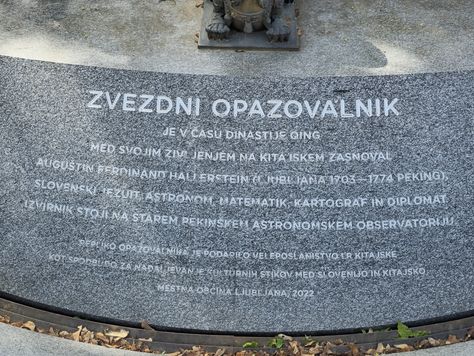 ZVEZDNI OPAZOVALNIK
JE V ČASU DINASTIJE QING
MED SVOJIM ŽIVLJENJEM NA KITAJSKEM ZASNOVAL
AUGUŠTIN FERDINAND HALLERSTEIN (LJUBLJANA 1703–1774 PEKING),
SLOVENSKI JEZUIT, ASTRONOM, MATEMATIK, KARTOGRAF IN DIPLOMAT.
IZVIRNIK STOJI NA STAREM PEKINŠKEM ASTRONOMSKEM OBSERVATORIJU.
REPLIKO OPAZOVALNIKA JE PODARILO VELEPOSLANIŠTVO LR KITAJSKE
KOT SPODBUDO ZA NADALJEVANJE KULTURNIH STIKOV MED SLOVENIJO IN KITAJSKO
MESTNA OBČINA LJUBLJANA, 2022